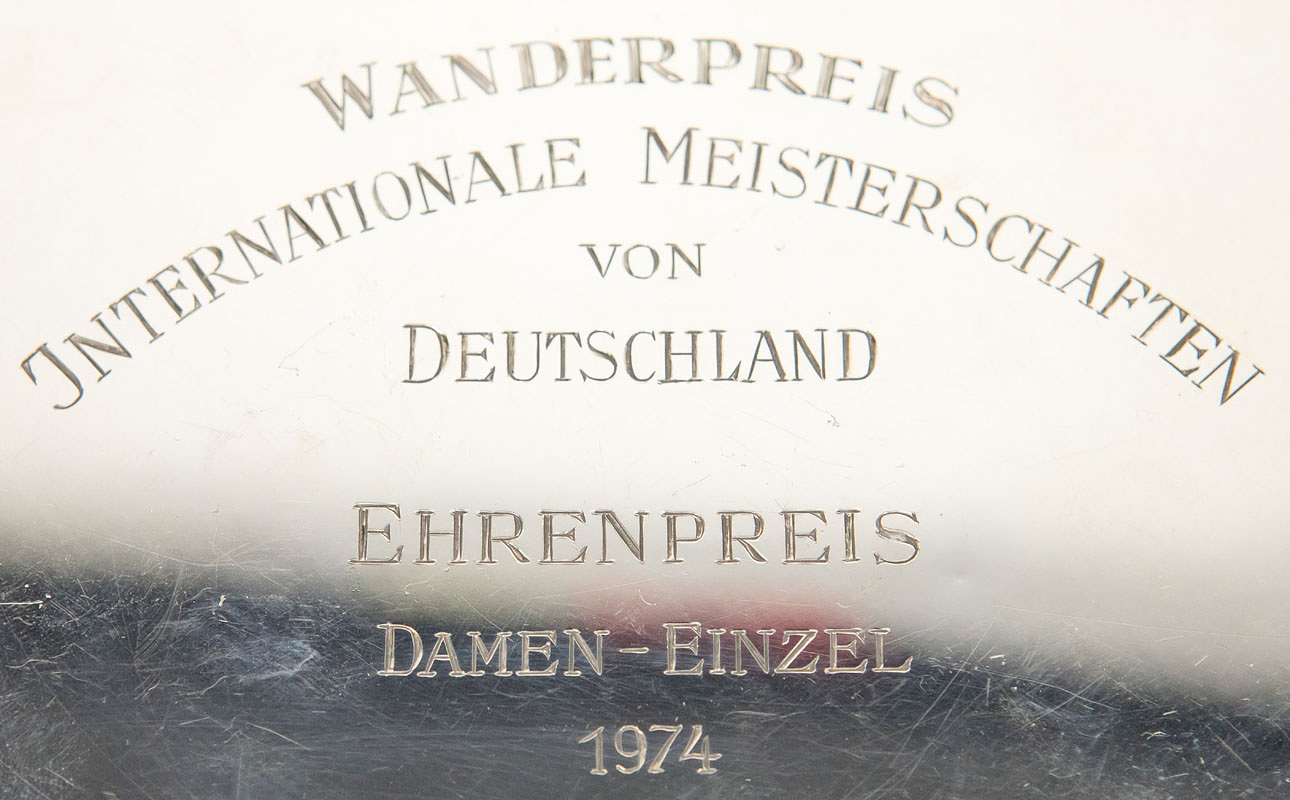 WANDERPREIS
JNTERNATIONALE MEISTERSCHAFTEN
VON
DEUTSCHLAND
EHRENPREIS
DAMEN-EINZEL
1974